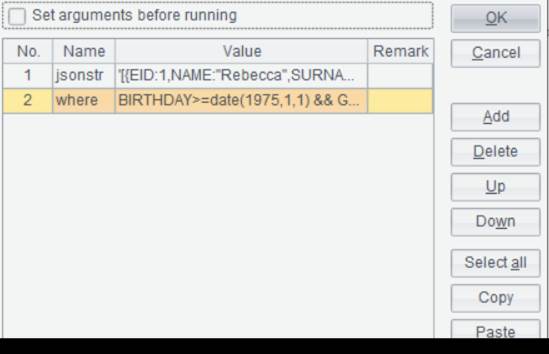 Set arguments before running
OK
Cancel
No. Name Value Remark
1 jsonstr '[{EID:1,NAME:"Rebecca",SURNA...
2 where BIRTHDAY>=date(1975,1,1) && G...
Add
Delete
Up
Down
Select all
Copy
Paste